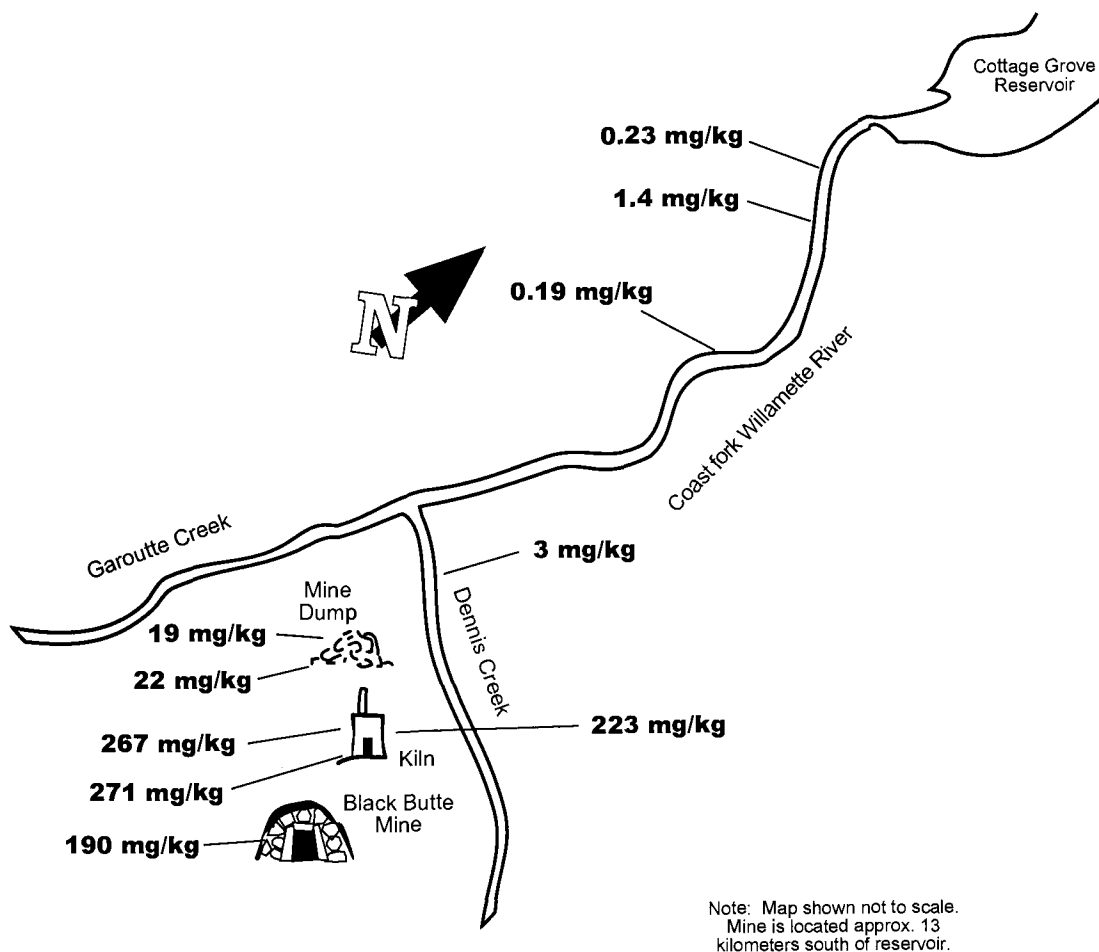 Cottage Grove
Reservoir
0.23 mg/kg
1.4 mg/kg
N
0.19 mg/kg
Coast fork Willamette River
Garoutte Creek
3 mg/kg
Dennis Creek
Mine
Dump
19 mg/kg
22 mg/kg
267 mg/kg
223 mg/kg
Kiln
271 mg/kg
Black Butte
Mine
190 mg/kg
Note: Map shown not to scale.
Mine is located approx. 13
kilometers south of reservoir.